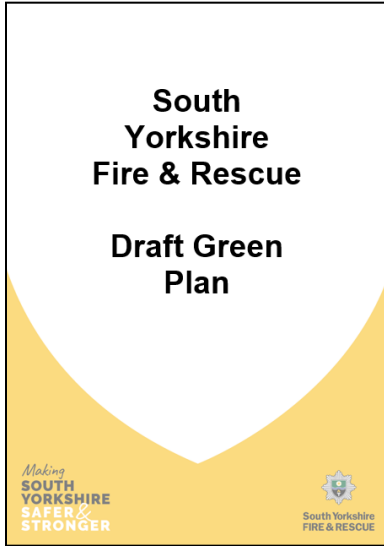 South
Yorkshire
Fire & Rescue
Draft Green
Plan
Making
SOUTH
YORKSHIRE
SAFER &
STRONGER
South Yorkshire
FIRE & RESCUE